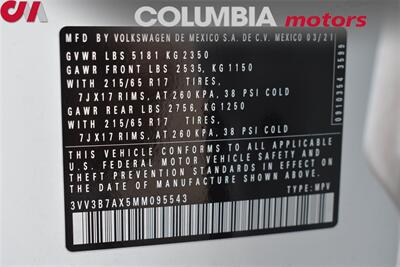 COLUMBIA motors
MFD BY VOLKSWAGEN DE MEXICO S.A. DE C.V. MEXICO 03/21
GVWR LBS 5181 KG 2350
GAWR FRONT LBS 2535, KG 1150
WITH 215/65 R17 TIRES,
7JX17 RIMS, AT 260 KPA, 38 PSI COLD
GAWR REAR LBS 2756, KG 1250
WITH 215/65 R17 TIRES,
7JX17 RIMS, AT 260 KPA, 38 PSI COLD
THIS VEHICLE CONFORMS TO ALL APPLICABLE
U.S. FEDERAL MOTOR VEHICLE SAFETY AND
THEFT PREVENTION STANDARDS IN EFFECT ON
THE DATE OF MANUFACTURE SHOWN ABOVE.
3VV3B7AX5MM095543 TYPE: MPV
0910354 3599